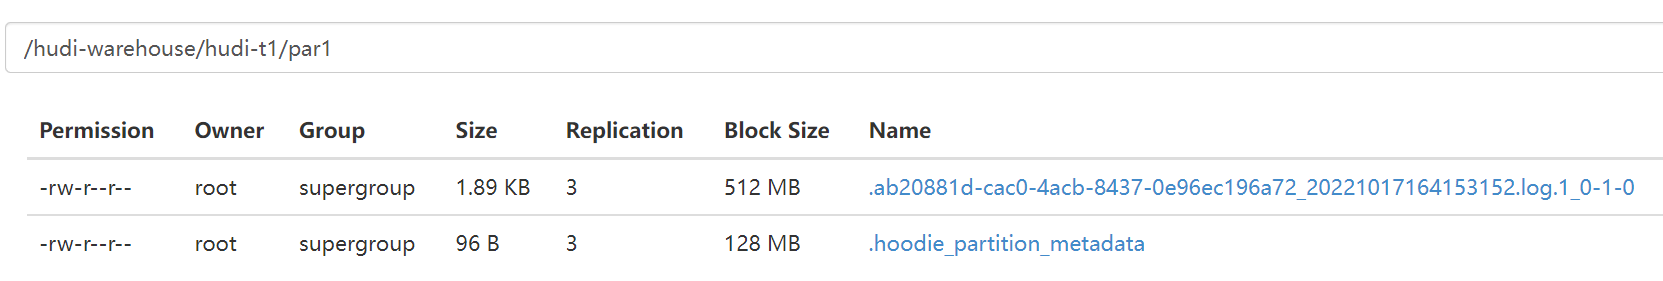 /hudi-warehouse/hudi-t1/par1
Permission Owner Group Size Replication Block Size Name
-rw-r--r-- root supergroup 1.89 KB 3 512 MB .ab20881d-cac0-4acb-8437-0e96ec196a72_20221017164153152.log.1_0-1-0
-rw-r--r-- root supergroup 96 B 3 128 MB .hoodie_partition_metadata